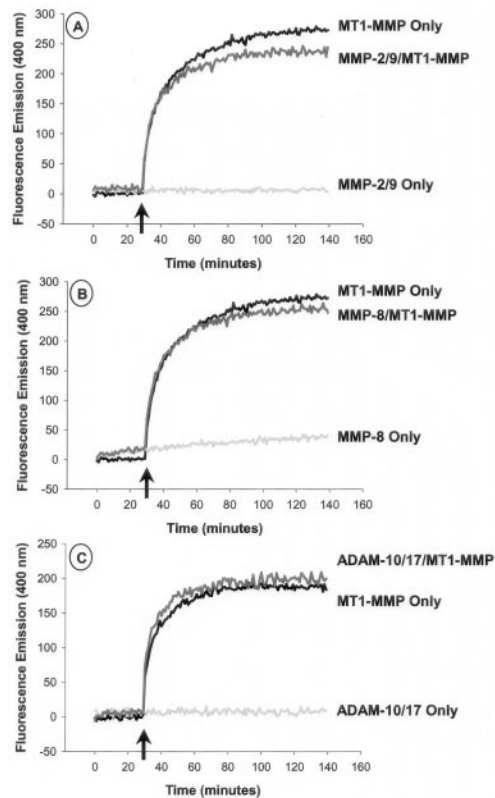 A
Fluorescence Emission (400 nm)
300
250
200
150
100
50
0
-50
MT1-MMP Only
MMP-2/9/MT1-MMP
MMP-2/9 Only
0 20 40 60 80 100 120 140 160
Time (minutes)
B
Fluorescence Emission (400 nm)
300
250
200
150
100
50
0
-50
MT1-MMP Only
MMP-8/MT1-MMP
MMP-8 Only
0 20 40 60 80 100 120 140 160
Time (minutes)
C
Fluorescence Emission (400 nm)
250
200
150
100
50
0
-50
ADAM-10/17/MT1-MMP
MT1-MMP Only
ADAM-10/17 Only
0 20 40 60 80 100 120 140 160
Time (minutes)